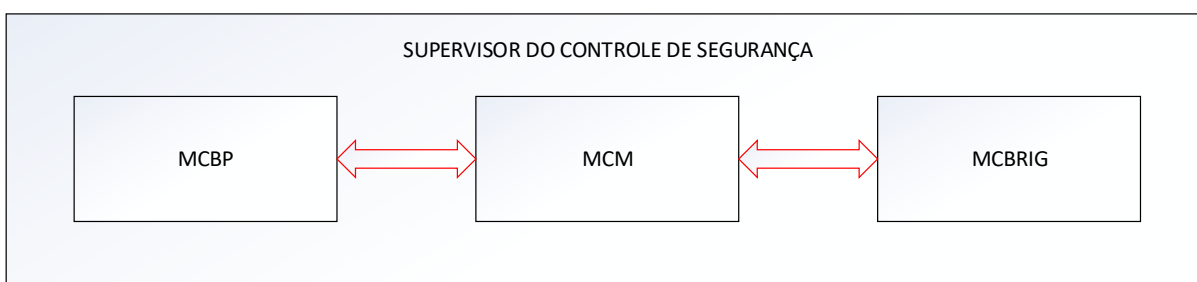 SUPERVISOR DO CONTROLE DE SEGURANÇA
MCBP
MCM
MCBRIG